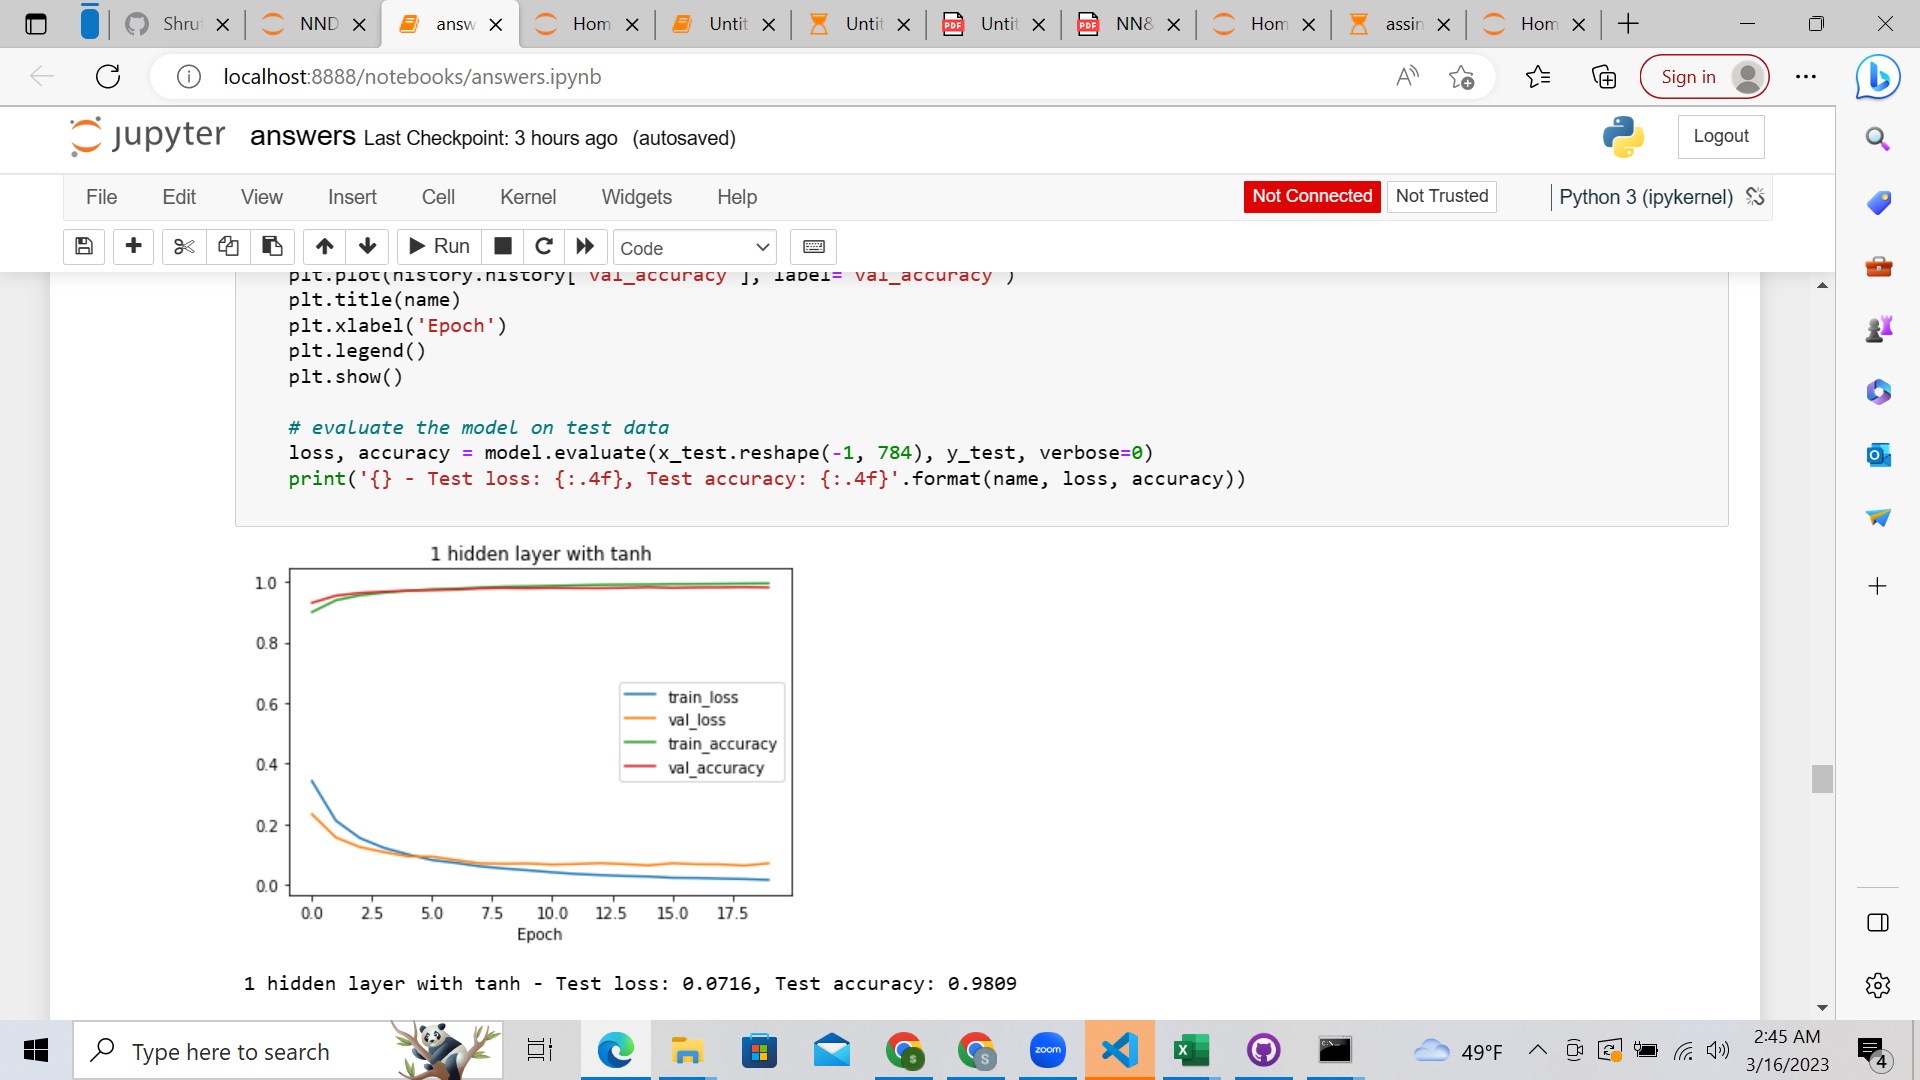 Shru
NND
answ
Hom
Untit
Untit
PDF
Untit
PDF
NN&
Hom
assin
Hom
localhost:8888/notebooks/answers.ipynb
Sign in
jupyter answers Last Checkpoint: 3 hours ago (autosaved)
Logout
File Edit View Insert Cell Kernel Widgets Help
Not Connected Not Trusted Python 3 (ipykernel)
Run Code
plt.plot(history.history['val_accuracy'], label='val_accuracy')
plt.title(name)
plt.xlabel('Epoch')
plt.legend()
plt.show()
# evaluate the model on test data
loss, accuracy = model.evaluate(x_test.reshape(-1, 784), y_test, verbose=0)
print('{} - Test loss: {:.4f}, Test accuracy: {:.4f}'.format(name, loss, accuracy))
1 hidden layer with tanh
1.0
0.8
0.6
0.4
0.2
0.0
train_loss
val_loss
train_accuracy
val_accuracy
0.0 2.5 5.0 7.5 10.0 12.5 15.0 17.5
Epoch
1 hidden layer with tanh - Test loss: 0.0716, Test accuracy: 0.9809
Type here to search
S
S
zoom
X
C:\
49°F
2:45 AM
3/16/2023
4